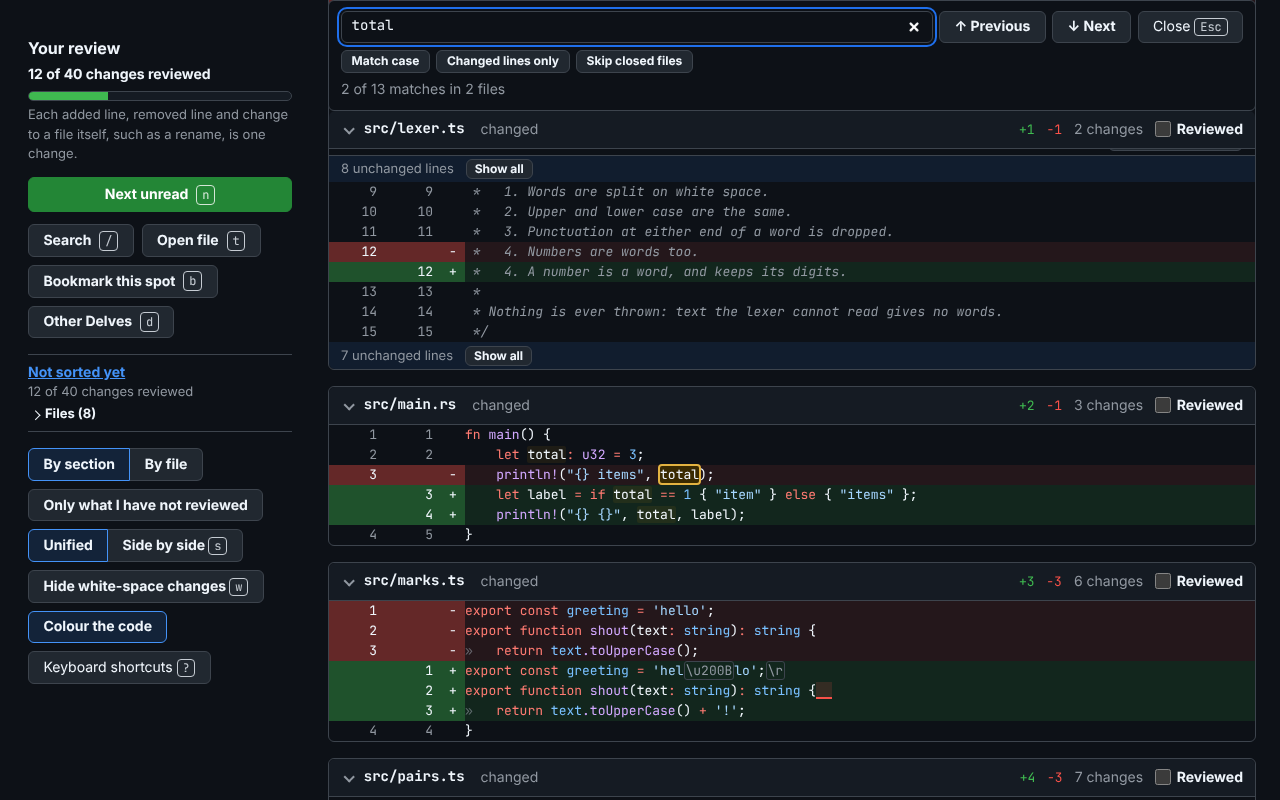 Your review
12 of 40 changes reviewed
Each added line, removed line and change
to a file itself, such as a rename, is one
change.
Next unread n
Search / Open file t
Bookmark this spot b
Other Delves d
Not sorted yet
12 of 40 changes reviewed
Files (8)
By section By file
Only what I have not reviewed
Unified Side by side s
Hide white-space changes w
Colour the code
Keyboard shortcuts ?
total × ↑ Previous ↓ Next Close Esc
Match case Changed lines only Skip closed files
2 of 13 matches in 2 files
src/lexer.ts changed +1 -1 2 changes Reviewed
8 unchanged lines Show all
9 9 *   1. Words are split on white space.
10 10 *   2. Upper and lower case are the same.
11 11 *   3. Punctuation at either end of a word is dropped.
12 - *   4. Numbers are words too.
12 + *   4. A number is a word, and keeps its digits.
13 13 *
14 14 * Nothing is ever thrown: text the lexer cannot read gives no words.
15 15 */
7 unchanged lines Show all
src/main.rs changed +2 -1 3 changes Reviewed
1 1 fn main() {
2 2     let total: u32 = 3;
3 -     println!("{} items", total);
3 +     let label = if total == 1 { "item" } else { "items" };
4 +     println!("{} {}", total, label);
4 5 }
src/marks.ts changed +3 -3 6 changes Reviewed
1 - export const greeting = 'hello';
2 - export function shout(text: string): string {
3 - »   return text.toUpperCase();
1 + export const greeting = 'hel\u200Blo';\r
2 + export function shout(text: string): string {
3 + »   return text.toUpperCase() + '!';
4 4 }
src/pairs.ts changed +4 -3 7 changes Reviewed